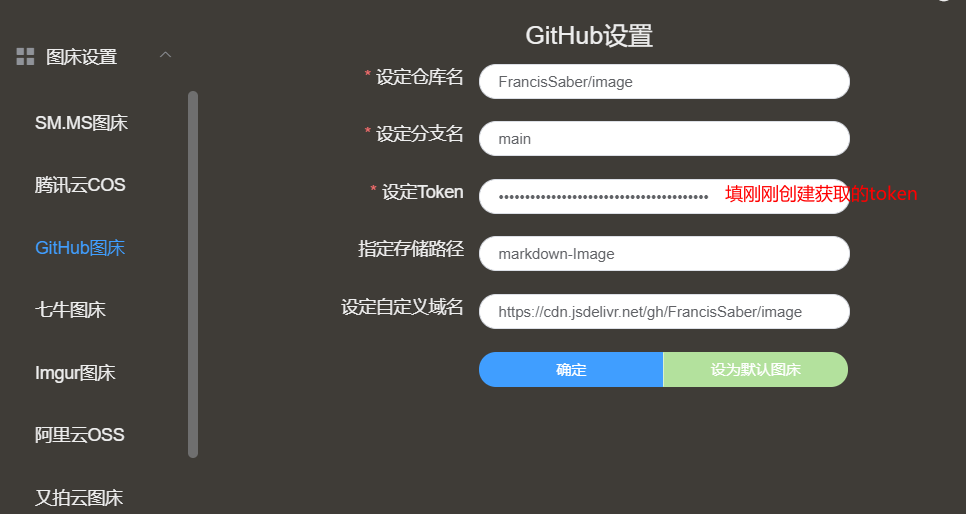 GitHub设置
图床设置
SM.MS图床
腾讯云COS
GitHub图床
七牛图床
Imgur图床
阿里云OSS
又拍云图床
* 设定仓库名 FrancisSaber/image
* 设定分支名 main
* 设定Token •••••••••••••••••••••••••••••••••••••••• 填刚刚创建获取的token
指定存储路径 markdown-Image
设定自定义域名 https://cdn.jsdelivr.net/gh/FrancisSaber/image
确定 设为默认图床